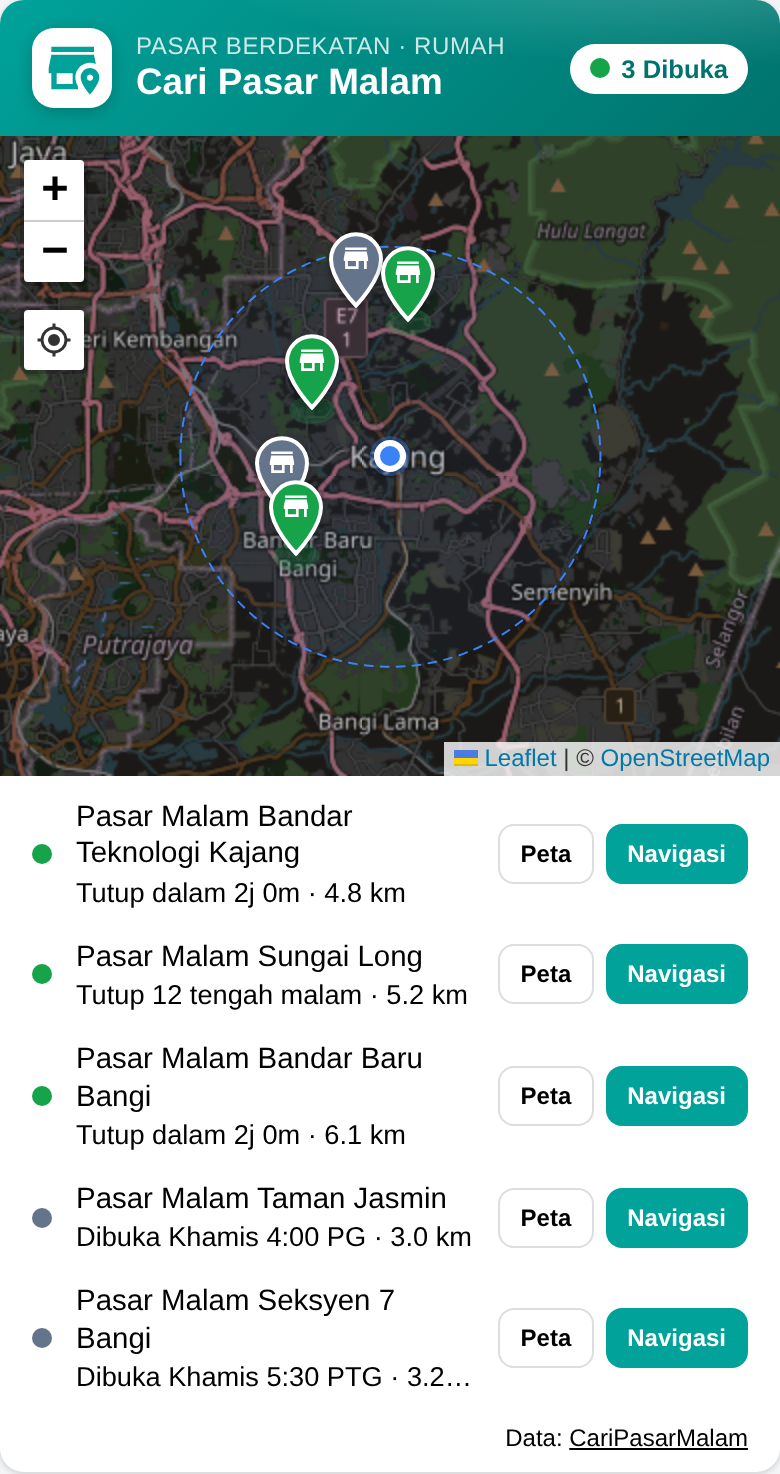 PASAR BERDEKATAN · RUMAH
Cari Pasar Malam
3 Dibuka
Jaya
+
−
Hulu Langat
E7
1
eri Kembangan
Bandar Baru
Bangi
Semenyih
Putrajaya
aya
Selangor
1
Bangi Lama
ilan
Leaflet | © OpenStreetMap
Pasar Malam Bandar
Teknologi Kajang
Tutup dalam 2j 0m · 4.8 km
Peta
Navigasi
Pasar Malam Sungai Long
Tutup 12 tengah malam · 5.2 km
Peta
Navigasi
Pasar Malam Bandar Baru
Bangi
Tutup dalam 2j 0m · 6.1 km
Peta
Navigasi
Pasar Malam Taman Jasmin
Dibuka Khamis 4:00 PG · 3.0 km
Peta
Navigasi
Pasar Malam Seksyen 7
Bangi
Dibuka Khamis 5:30 PTG · 3.2…
Peta
Navigasi
Data: CariPasarMalam